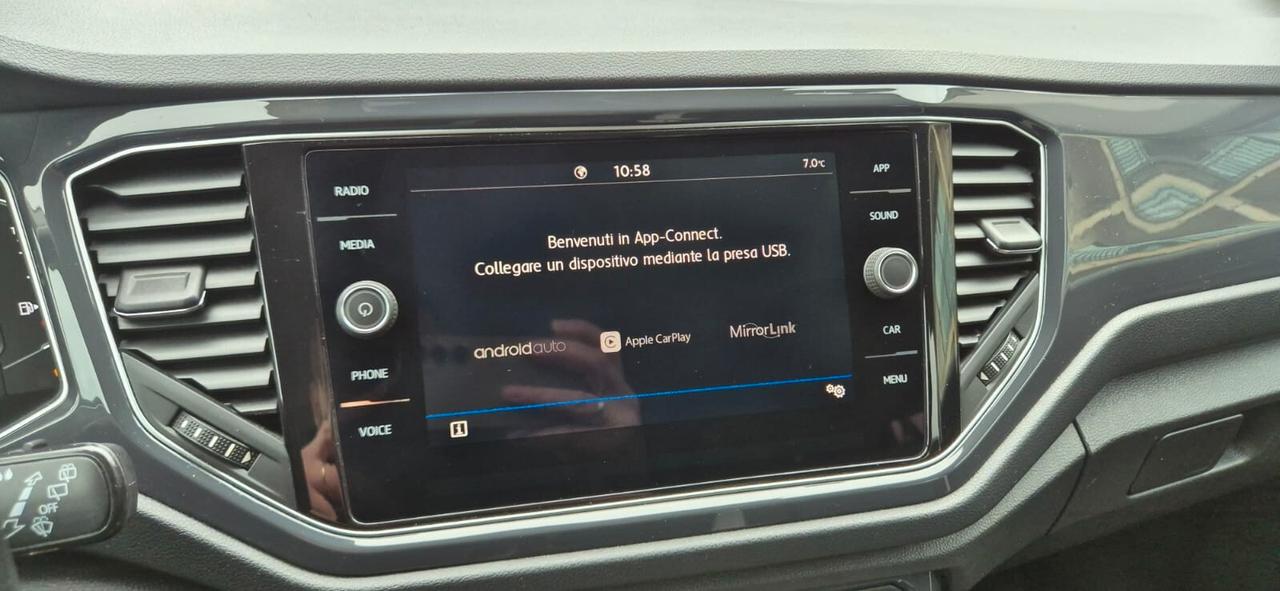 10:58
7.0°C
RADIO
MEDIA
PHONE
VOICE
Benvenuti in App-Connect.
Collegare un dispositivo mediante la presa USB.
androidauto
Apple CarPlay
MirrorLink
APP
SOUND
CAR
MENU
OFF